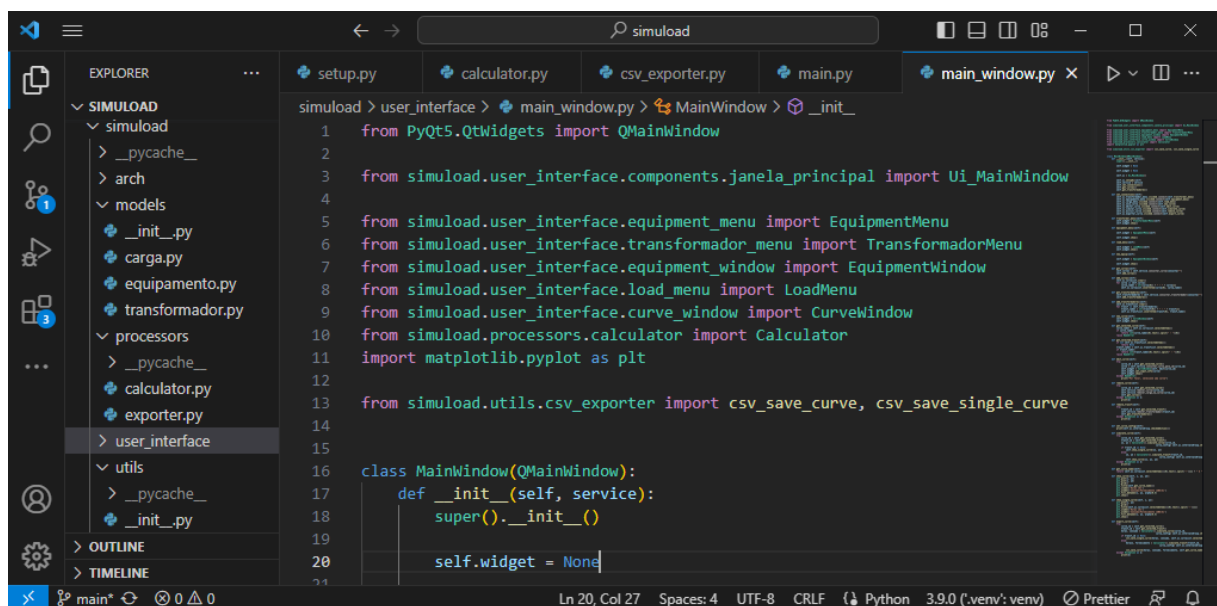 simuload
EXPLORER
SIMULOAD
simuload
__pycache__
arch
models
__init__.py
carga.py
equipamento.py
transformador.py
processors
__pycache__
calculator.py
exporter.py
user_interface
utils
__pycache__
__init__.py
OUTLINE
TIMELINE
1
3
setup.py calculator.py csv_exporter.py main.py main_window.py
simuload > user_interface > main_window.py > MainWindow > __init__
1 from PyQt5.QtWidgets import QMainWindow
2
3 from simuload.user_interface.components.janela_principal import Ui_MainWindow
4
5 from simuload.user_interface.equipment_menu import EquipmentMenu
6 from simuload.user_interface.transformador_menu import TransformadorMenu
7 from simuload.user_interface.equipment_window import EquipmentWindow
8 from simuload.user_interface.load_menu import LoadMenu
9 from simuload.user_interface.curve_window import CurveWindow
10 from simuload.processors.calculator import Calculator
11 import matplotlib.pyplot as plt
12
13 from simuload.utils.csv_exporter import csv_save_curve, csv_save_single_curve
14
15
16 class MainWindow(QMainWindow):
17 def __init__(self, service):
18 super().__init__()
19
20 self.widget = None
21
main* 0 0 Ln 20, Col 27 Spaces: 4 UTF-8 CRLF Python 3.9.0 ('.venv': venv) Prettier